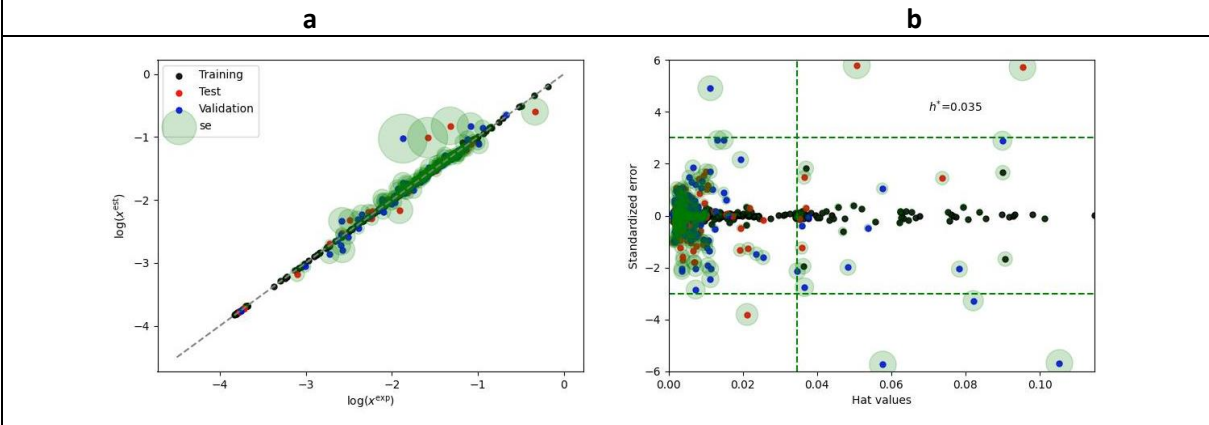 a
b
0
−1
−2
−3
−4
log(x^est)
Training
Test
Validation
se
−4
−3
−2
−1
0
log(x^exp)
6
4
2
0
−2
−4
−6
Standardized error
h*=0.035
0.00
0.02
0.04
0.06
0.08
0.10
Hat values